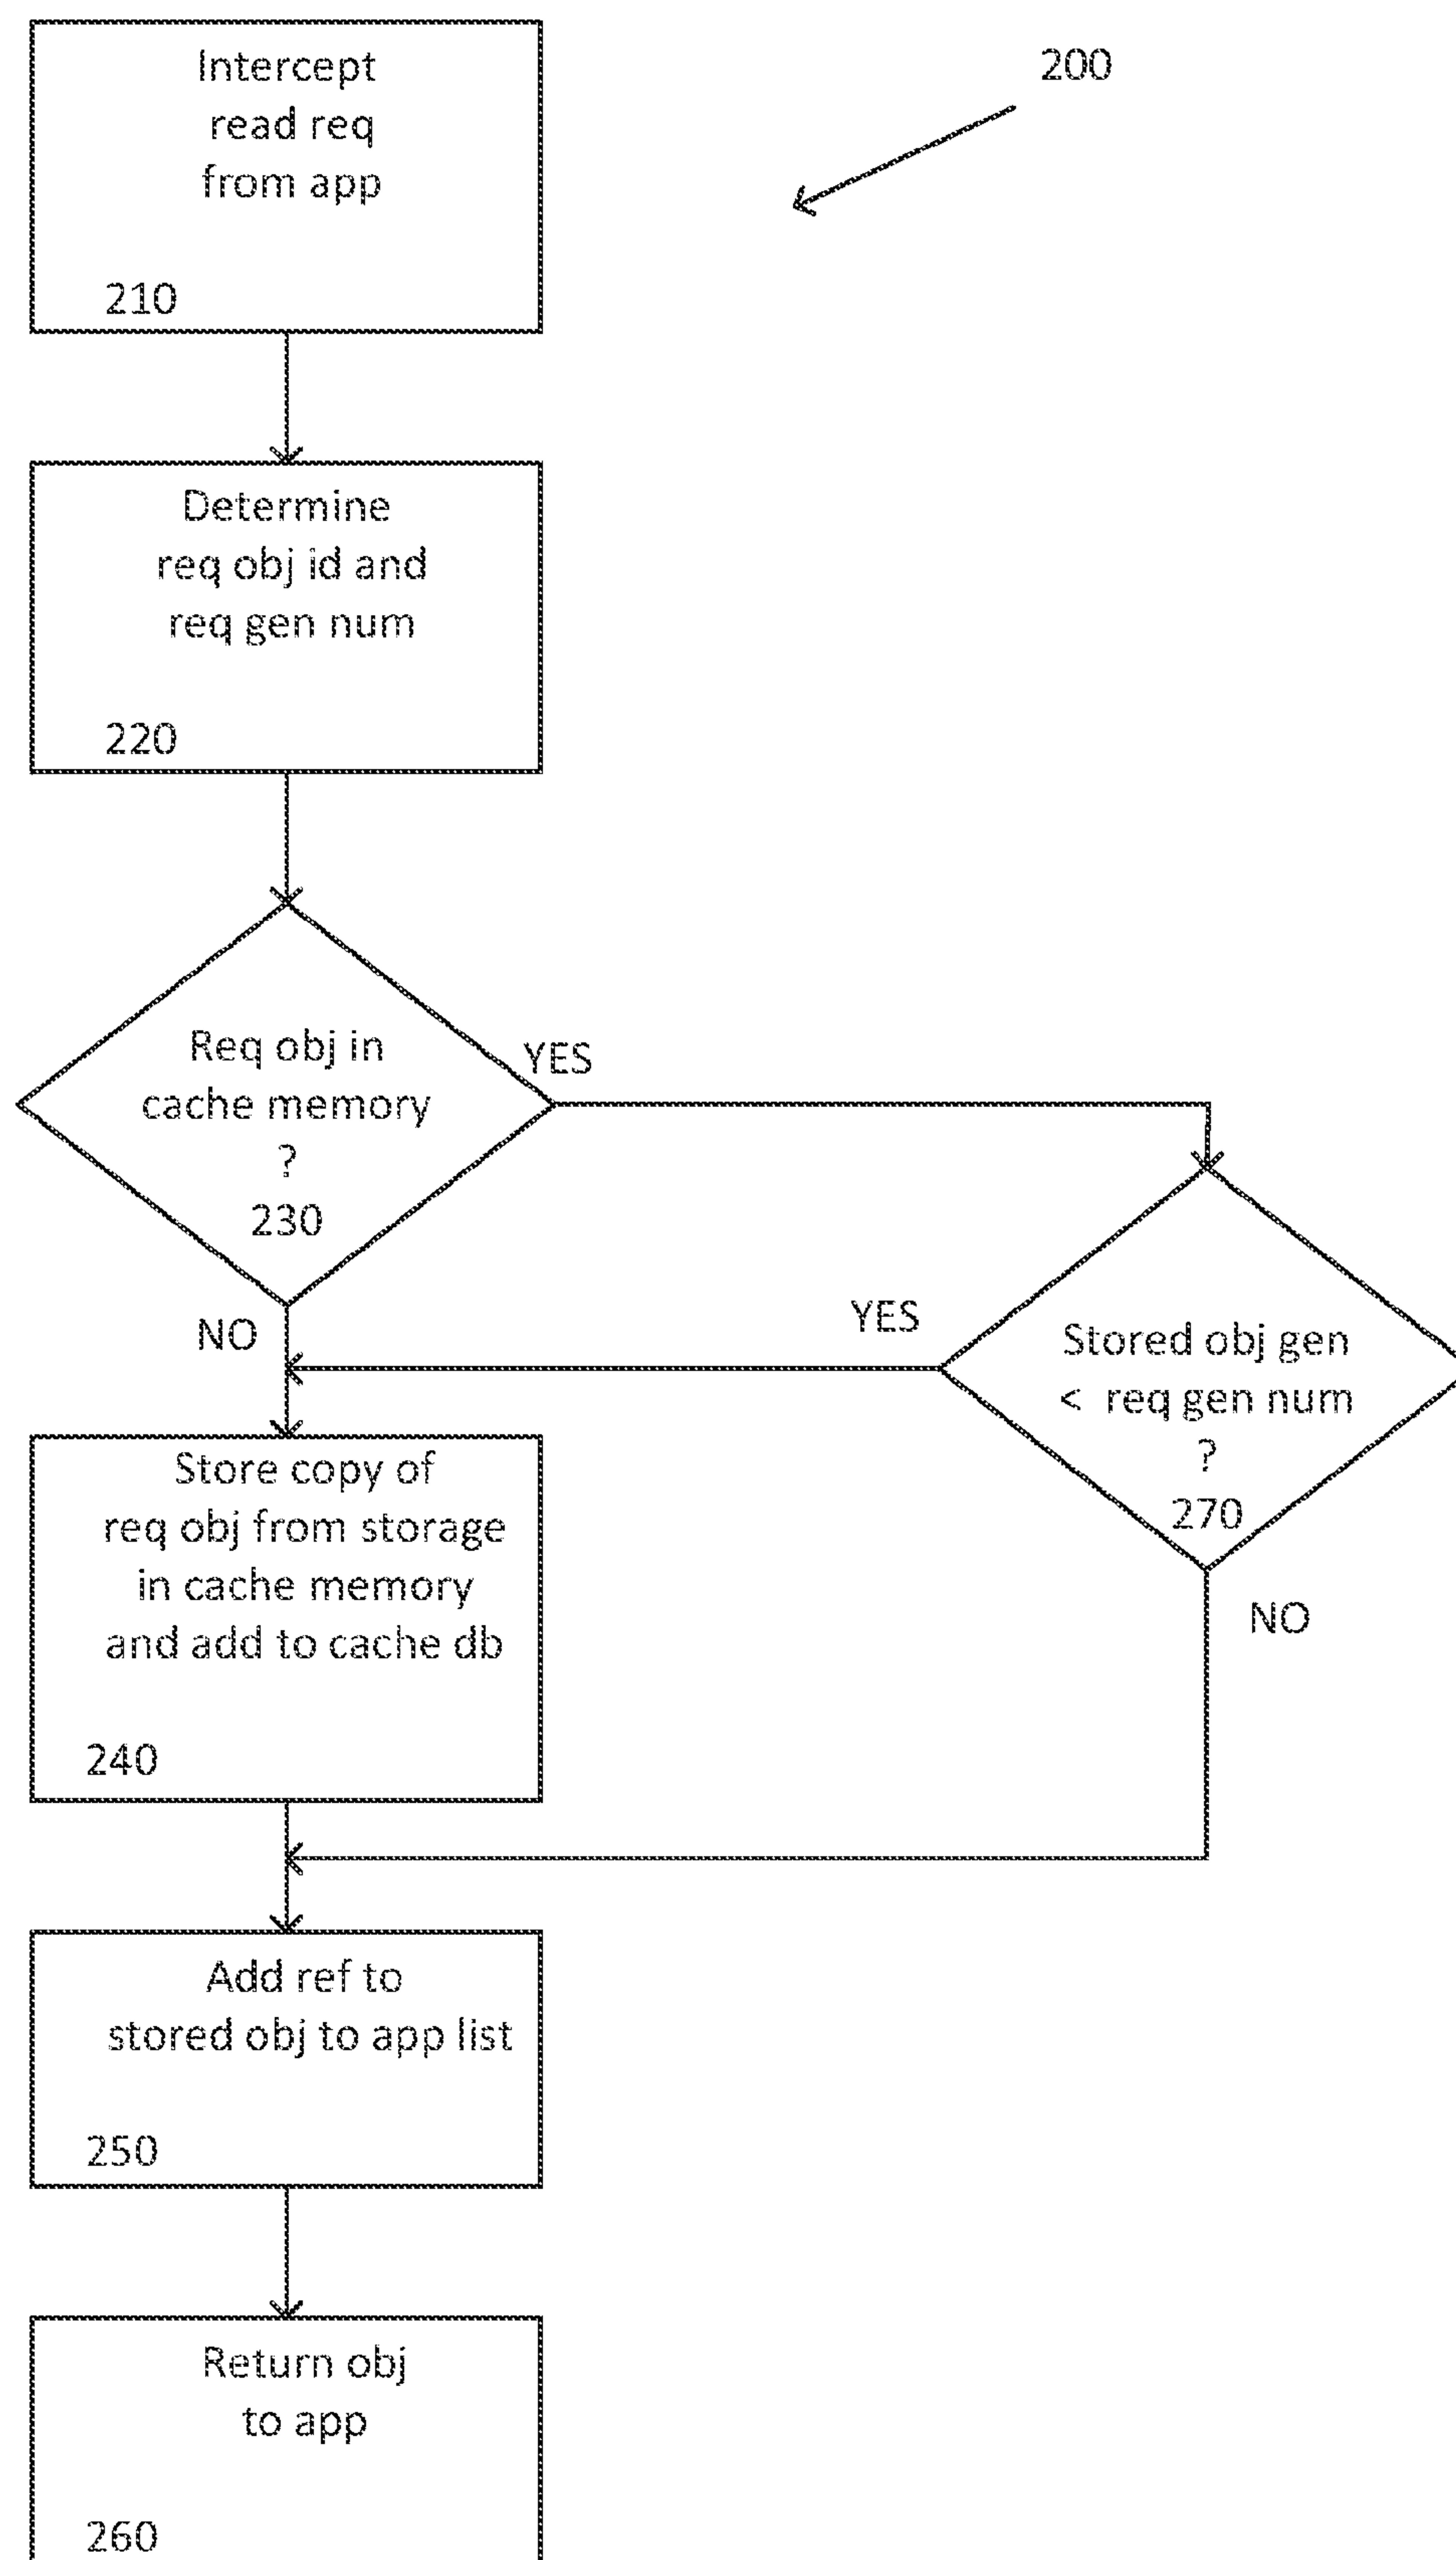 Intercept
read req
from app
210
200
Determine
req obj id and
req gen num
220
Req obj in
cache memory
?
230
YES
NO
YES
Stored obj gen
< req gen num
?
270
NO
Store copy of
req obj from storage
in cache memory
and add to cache db
240
Add ref to
stored obj to app list
250
Return obj
to app
260